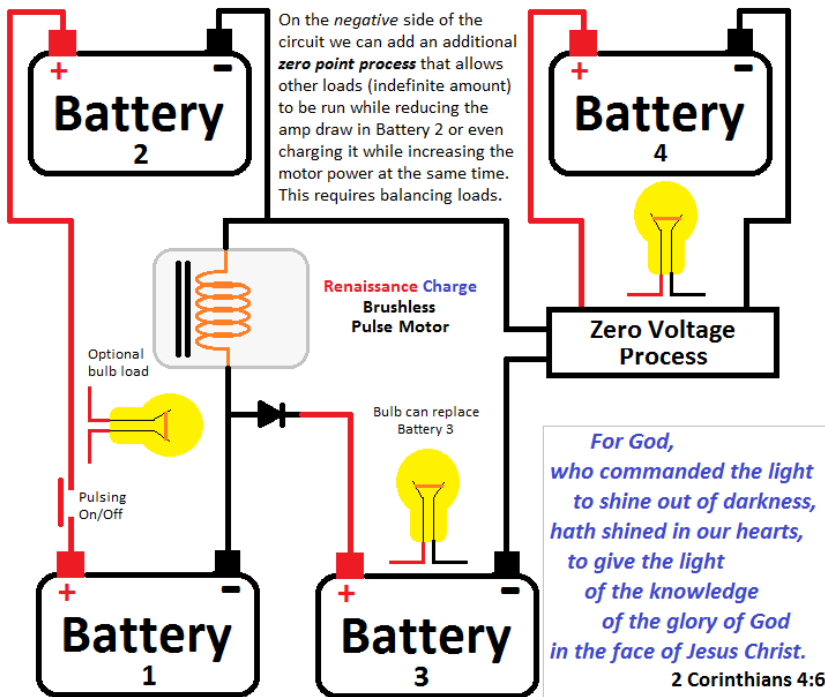 On the negative side of the
circuit we can add an additional
zero point process that allows
other loads (indefinite amount)
to be run while reducing the
amp draw in Battery 2 or even
charging it while increasing the
motor power at the same time.
This requires balancing loads.
+ -
Battery
2
+ -
Battery
4
Renaissance Charge
Brushless
Pulse Motor
Zero Voltage
Process
Optional
bulb load
Bulb can replace
Battery 3
Pulsing
On/Off
+ -
Battery
1
+ -
Battery
3
For God,
who commanded the light
to shine out of darkness,
hath shined in our hearts,
to give the light
of the knowledge
of the glory of God
in the face of Jesus Christ.
2 Corinthians 4:6